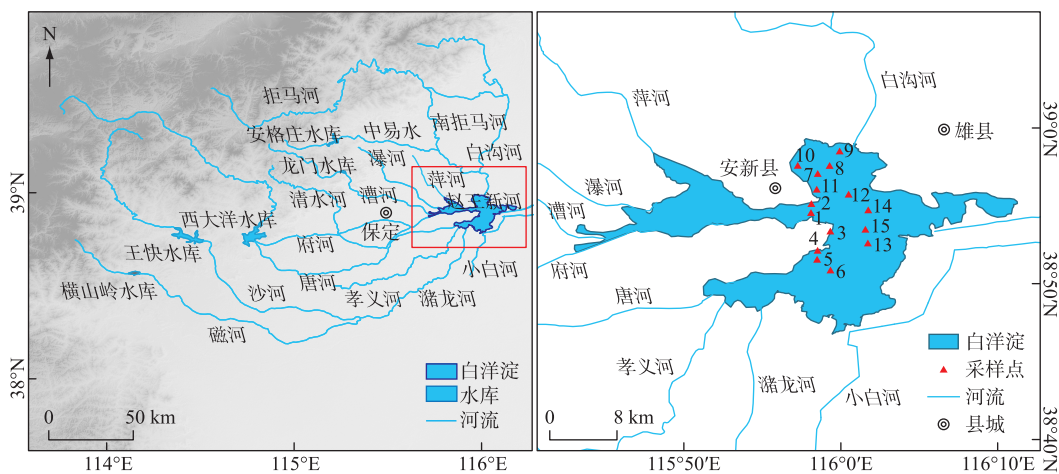 N
拒马河
安格庄水库
中易水
南拒马河
瀑河
白沟河
龙门水库
萍河
清水河
漕河
赵王新河
西大洋水库
保定
府河
王快水库
小白河
唐河
横山岭水库
沙河
孝义河
潴龙河
磁河
白洋淀
水库
河流
0
50 km
39°N
38°N
114°E
115°E
116°E
白沟河
萍河
雄县
安新县
9
10
8
7
11
12
2
14
1
15
3
13
4
5
6
瀑河
漕河
府河
唐河
孝义河
潴龙河
小白河
白洋淀
采样点
河流
县城
0
8 km
39°0′N
38°50′N
38°40′N
115°50′E
116°0′E
116°10′E